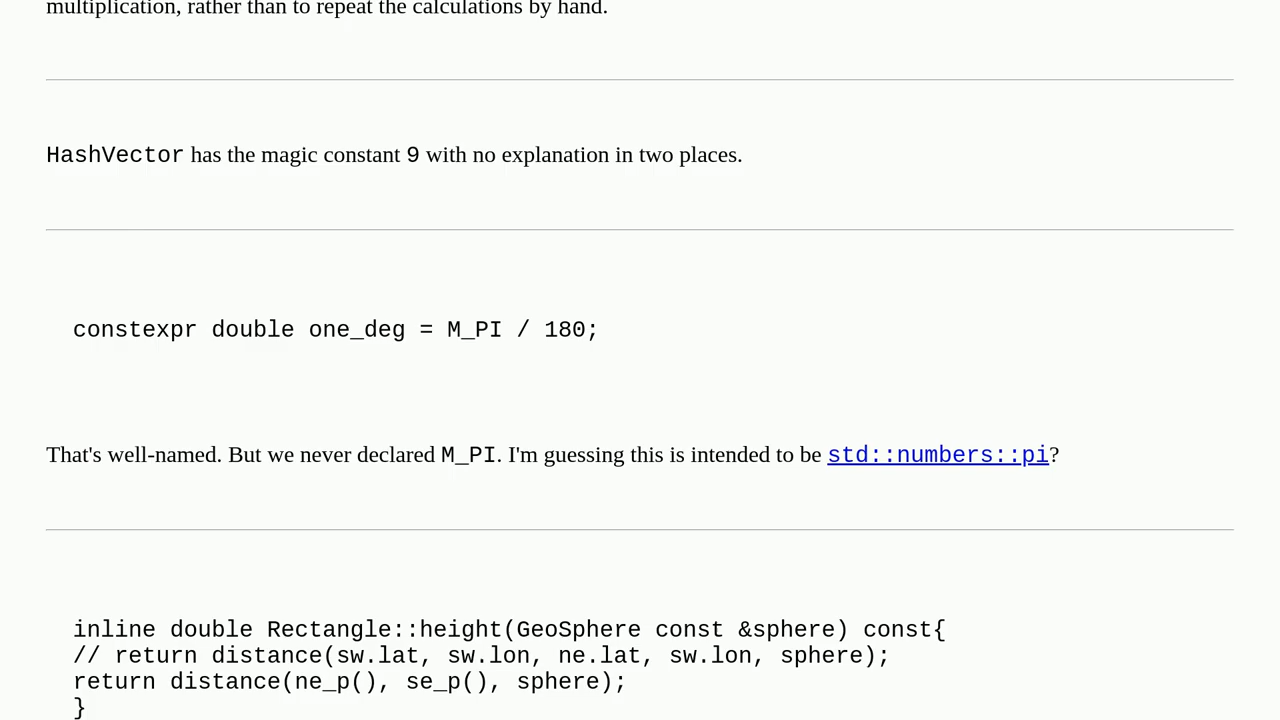 multiplication, rather than to repeat the calculations by hand.
HashVector has the magic constant 9 with no explanation in two places.
constexpr double one_deg = M_PI / 180;
That's well-named. But we never declared M_PI. I'm guessing this is intended to be std::numbers::pi?
inline double Rectangle::height(GeoSphere const &sphere) const{
// return distance(sw.lat, sw.lon, ne.lat, sw.lon, sphere);
return distance(ne_p(), se_p(), sphere);
}